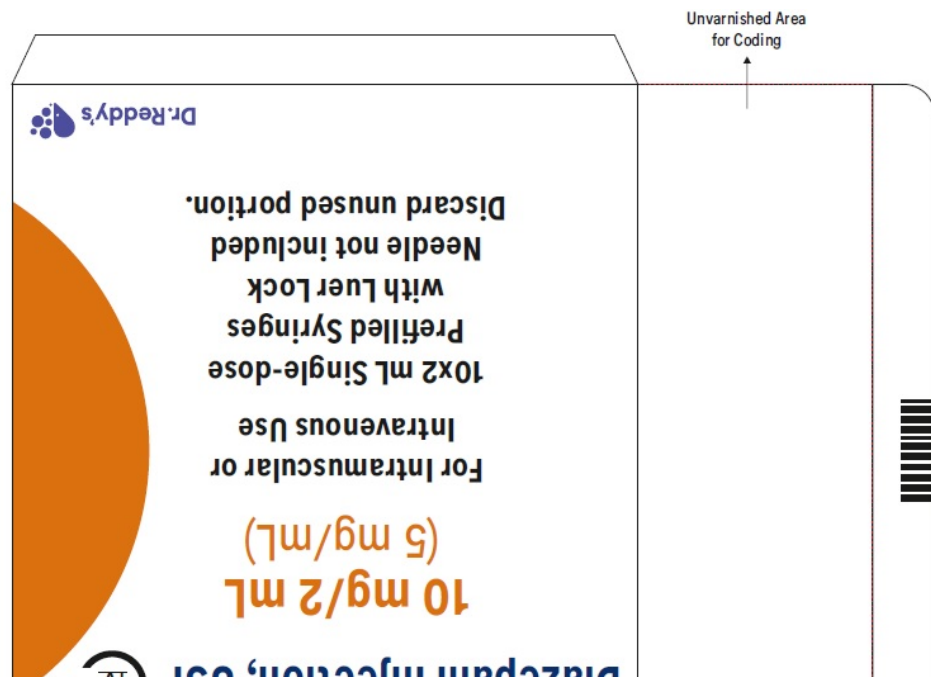 Unvarnished Area
for Coding
Diazepam Injection, USP
10 mg/2 mL
(5 mg/mL)
For Intramuscular or
Intravenous Use
10x2 mL Single-dose
Prefilled Syringes
with Luer Lock
Needle not included
Discard unused portion.
Dr.Reddy's